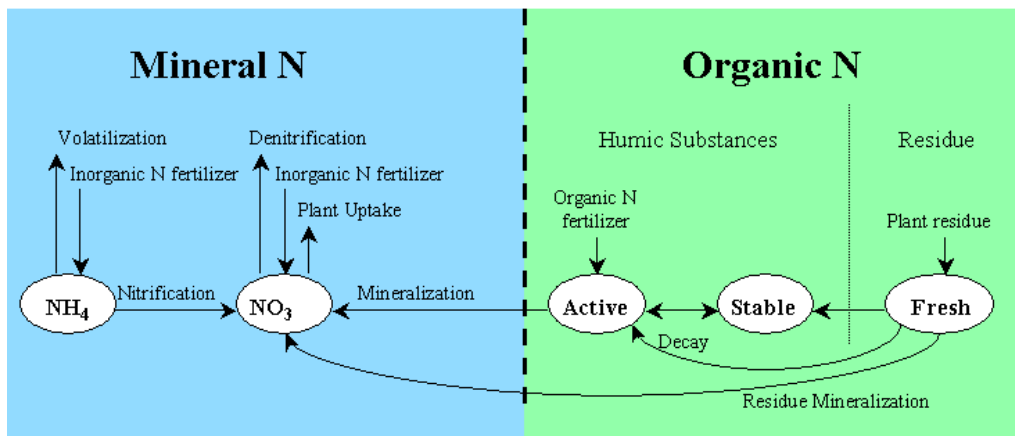 Mineral N
Organic N
Volatilization
Denitrification
Humic Substances
Residue
Inorganic N fertilizer
Inorganic N fertilizer
Plant Uptake
Organic N
fertilizer
Plant residue
NH4
Nitrification
NO3
Mineralization
Active
Stable
Fresh
Decay
Residue Mineralization